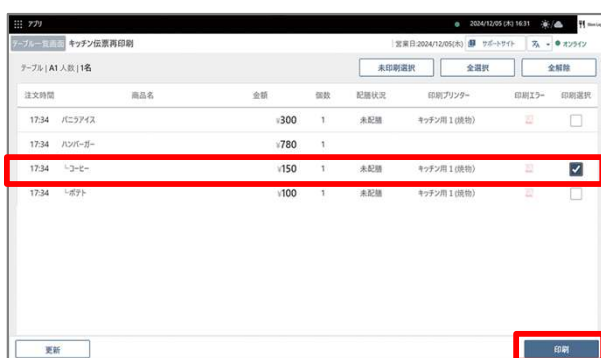 アプリ 2024/12/05 (木) 16:31
テーブル一覧画面 キッチン伝票再印刷 営業日:2024/12/05(木) サポートサイト オンライン
テーブル | A1 人数 | 1名 未印刷選択 全選択 全解除
注文時間 商品名 金額 個数 配膳状況 印刷プリンター 印刷エラー 印刷選択
17:34 バニラアイス ¥300 1 未配膳 キッチン用1(焼物)
17:34 ハンバーガー ¥780 1
17:34 └コーヒー ¥150 1 未配膳 キッチン用1(焼物)
17:34 └ポテト ¥100 1 未配膳 キッチン用1(焼物)
更新 印刷